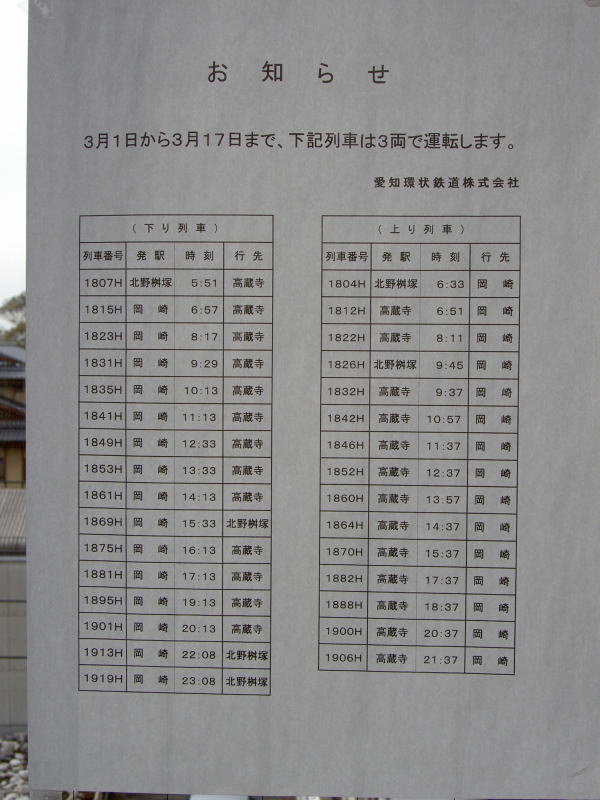 お知らせ
3月1日から3月17日まで、下記列車は3両で運転します。
愛知環状鉄道株式会社
(下り列車)
列車番号 発駅 時刻 行先
1807H 北野桝塚 5:51 高蔵寺
1815H 岡崎 6:57 高蔵寺
1823H 岡崎 8:17 高蔵寺
1831H 岡崎 9:29 高蔵寺
1835H 岡崎 10:13 高蔵寺
1841H 岡崎 11:13 高蔵寺
1849H 岡崎 12:33 高蔵寺
1853H 岡崎 13:33 高蔵寺
1861H 岡崎 14:13 高蔵寺
1869H 岡崎 15:33 北野桝塚
1875H 岡崎 16:13 高蔵寺
1881H 岡崎 17:13 高蔵寺
1895H 岡崎 19:13 高蔵寺
1901H 岡崎 20:13 高蔵寺
1913H 岡崎 22:08 北野桝塚
1919H 岡崎 23:08 北野桝塚
(上り列車)
列車番号 発駅 時刻 行先
1804H 北野桝塚 6:33 岡崎
1812H 高蔵寺 6:51 岡崎
1822H 高蔵寺 8:11 岡崎
1826H 北野桝塚 9:45 岡崎
1832H 高蔵寺 9:37 岡崎
1842H 高蔵寺 10:57 岡崎
1846H 高蔵寺 11:37 岡崎
1852H 高蔵寺 12:37 岡崎
1860H 高蔵寺 13:57 岡崎
1864H 高蔵寺 14:37 岡崎
1870H 高蔵寺 15:37 岡崎
1882H 高蔵寺 17:37 岡崎
1888H 高蔵寺 18:37 岡崎
1900H 高蔵寺 20:37 岡崎
1906H 高蔵寺 21:37 岡崎